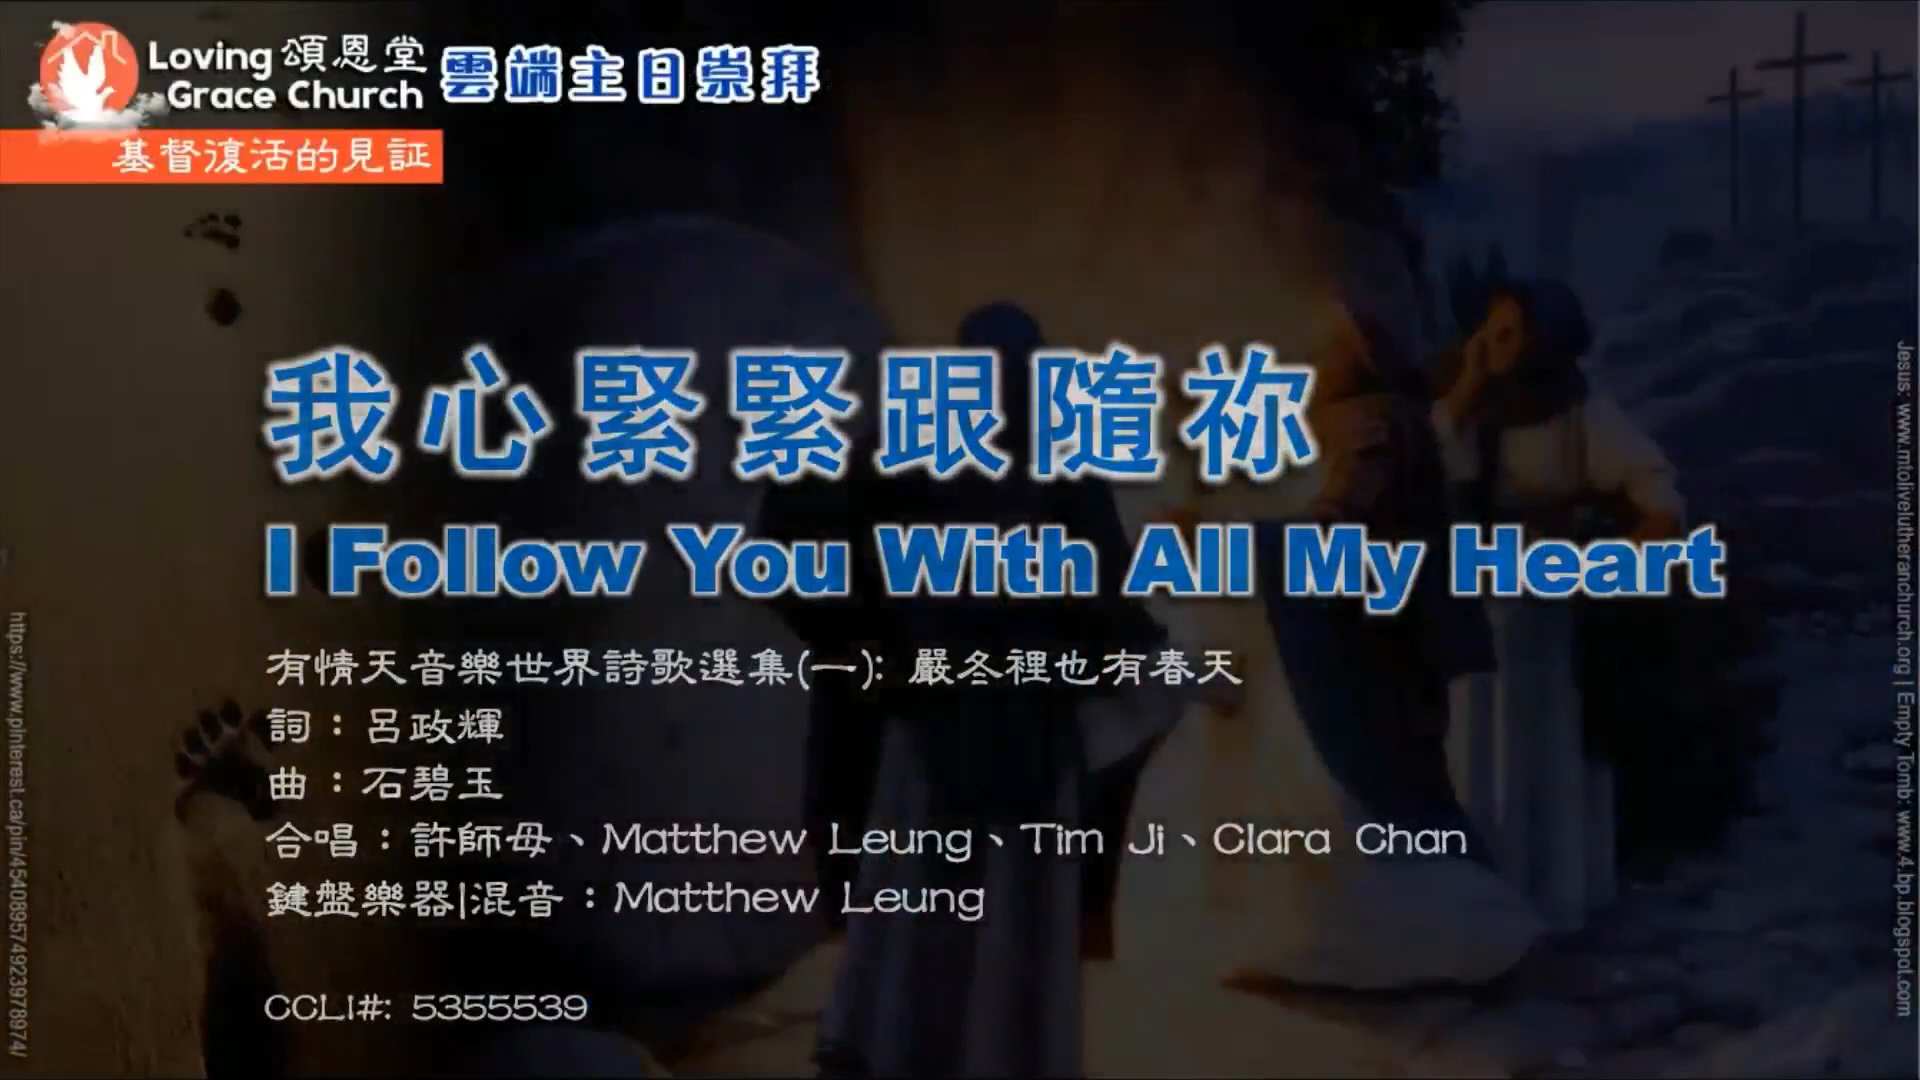 Loving 頌恩堂
Grace Church
雲端主日崇拜
基督復活的見証
我心緊緊跟隨祢
I Follow You With All My Heart
有情天音樂世界詩歌選集(一): 嚴冬裡也有春天
詞：呂政輝
曲：石碧玉
合唱：許師母、Matthew Leung、Tim Ji、Clara Chan
鍵盤樂器|混音：Matthew Leung
CCLI#: 5355539
https://www.pinterest.ca/pin/454089574923978974/
Jesus: www.mtolivelutheranchurch.org | Empty Tomb: www.4.bp.blogspot.com